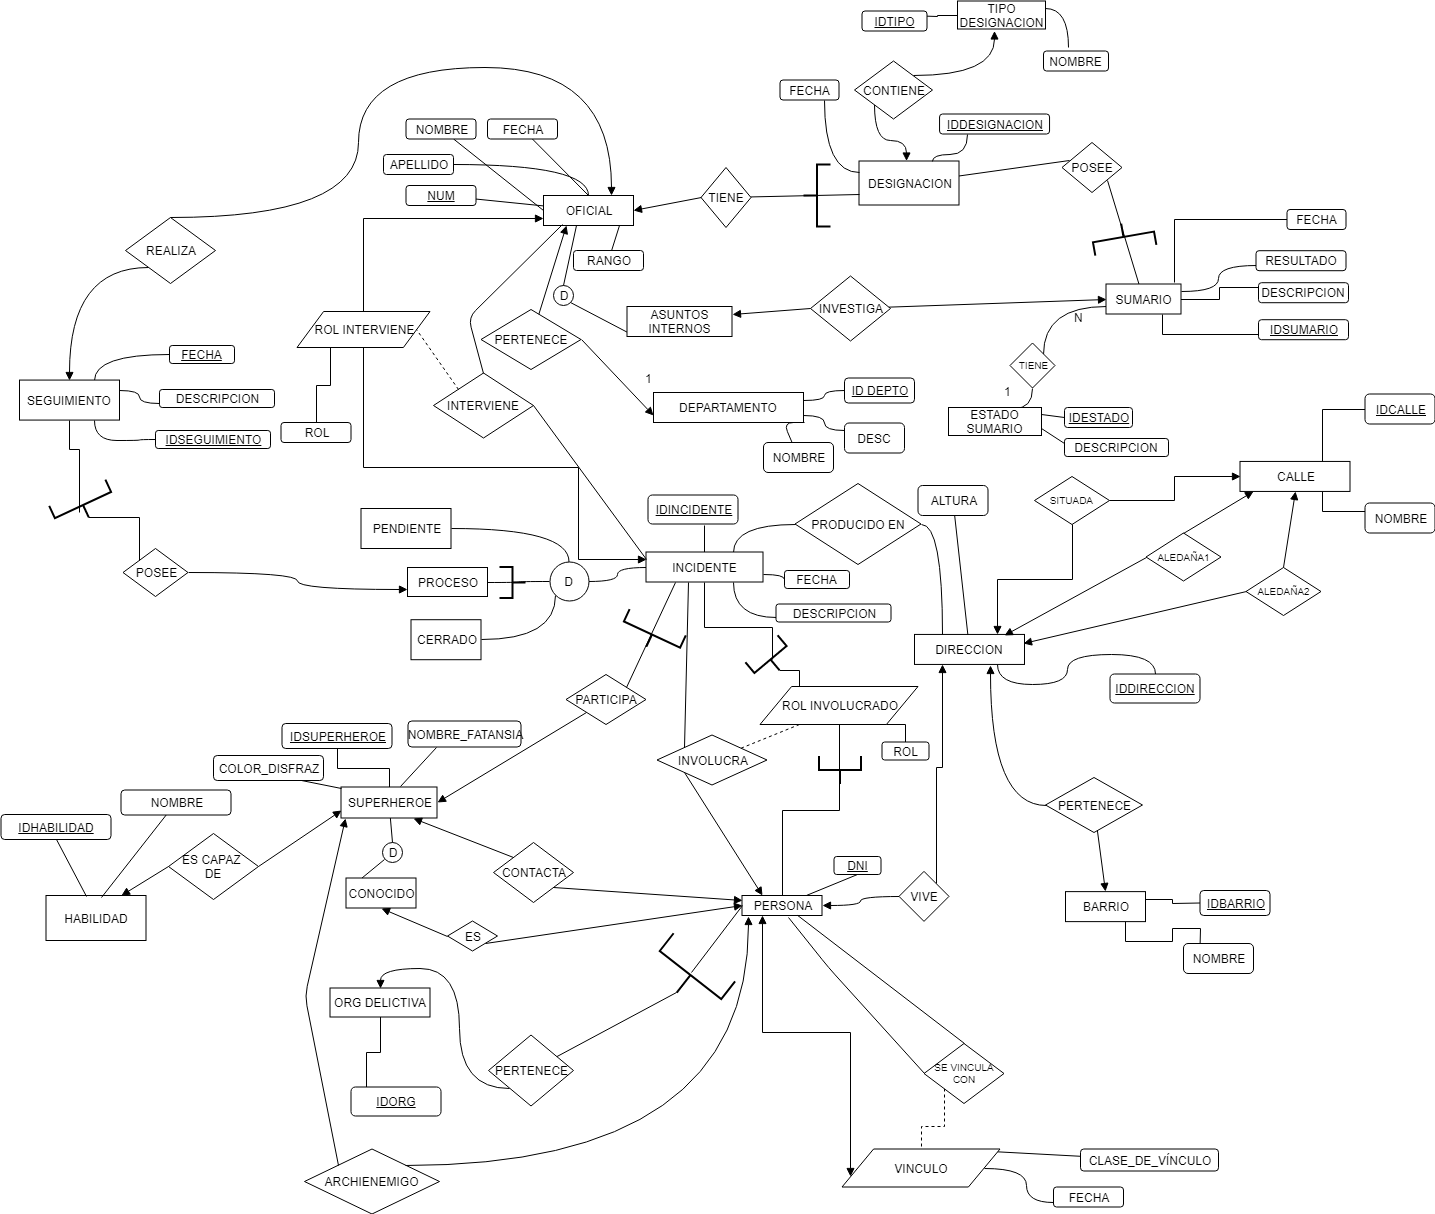 TIPO
DESIGNACION
IDTIPO
NOMBRE
CONTIENE
FECHA
IDDESIGNACION
NOMBRE
FECHA
APELLIDO
NUM
OFICIAL
TIENE
DESIGNACION
POSEE
RANGO
REALIZA
FECHA
RESULTADO
DESCRIPCION
SUMARIO
IDSUMARIO
D
ASUNTOS
INTERNOS
INVESTIGA
N
ROL INTERVIENE
PERTENECE
TIENE
1
1
FECHA
DESCRIPCION
SEGUIMIENTO
IDSEGUIMIENTO
ROL
INTERVIENE
DEPARTAMENTO
ID DEPTO
DESC
NOMBRE
ESTADO
SUMARIO
IDESTADO
DESCRIPCION
IDCALLE
CALLE
NOMBRE
SITUADA
ALTURA
PENDIENTE
IDINCIDENTE
PRODUCIDO EN
ALEDAÑA1
ALEDAÑA2
POSEE
PROCESO
D
INCIDENTE
FECHA
DESCRIPCION
CERRADO
DIRECCION
IDDIRECCION
PARTICIPA
ROL INVOLUCRADO
ROL
INVOLUCRA
IDSUPERHEROE
NOMBRE_FATANSIA
COLOR_DISFRAZ
SUPERHEROE
NOMBRE
IDHABILIDAD
ES CAPAZ
DE
D
CONTACTA
CONOCIDO
HABILIDAD
ES
PERSONA
DNI
VIVE
PERTENECE
BARRIO
IDBARRIO
NOMBRE
ORG DELICTIVA
PERTENECE
IDORG
SE VINCULA
CON
ARCHIENEMIGO
VINCULO
CLASE_DE_VÍNCULO
FECHA